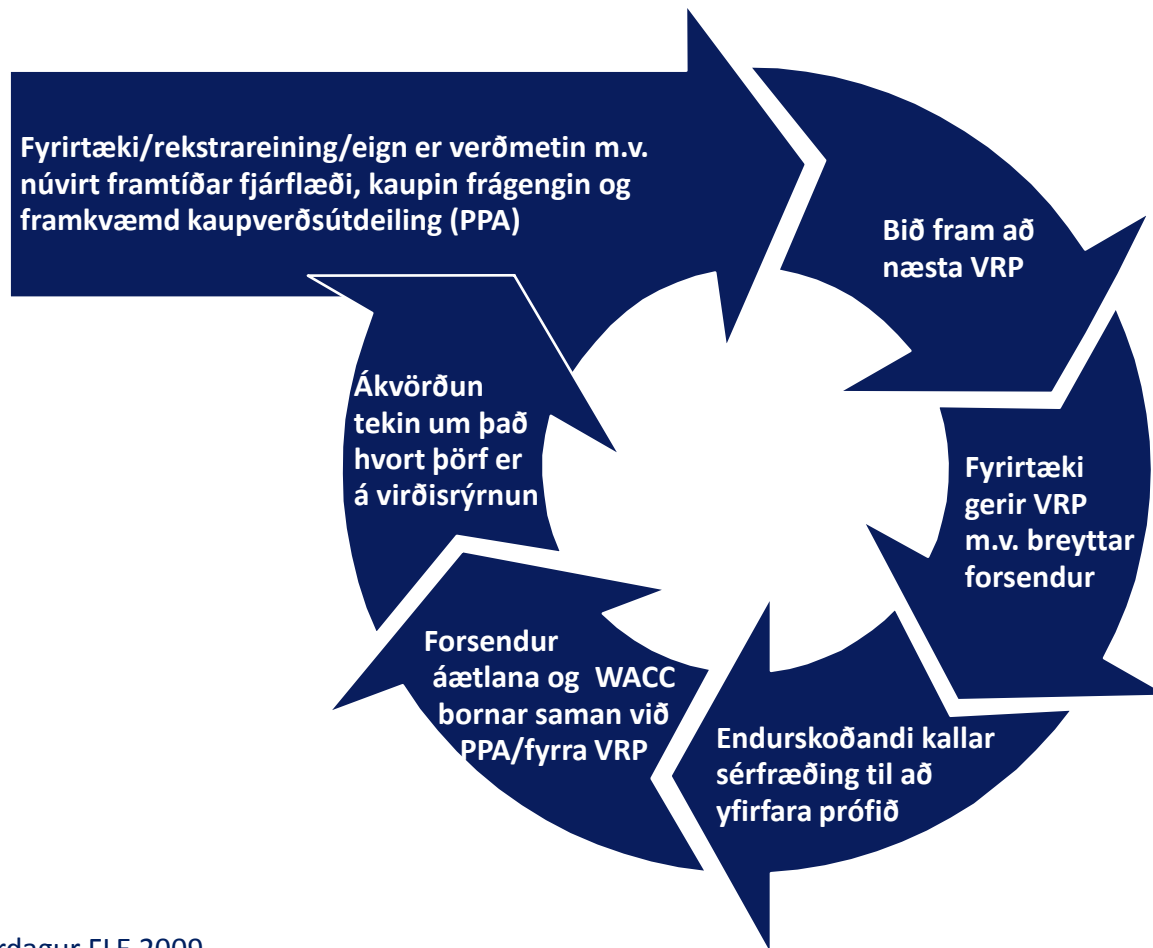 Fyrirtæki/rekstrareining/eign er verðmetin m.v.
núvirt framtíðar fjárflæði, kaupin frágengin og
framkvæmd kaupverðsútdeiling (PPA)
Bið fram að
næsta VRP
Fyrirtæki
gerir VRP
m.v. breyttar
forsendur
Endurskoðandi kallar
sérfræðing til að
yfirfara prófið
Forsendur
áætlana og WACC
bornar saman við
PPA/fyrra VRP
Ákvörðun
tekin um það
hvort þörf er
á virðisrýrnun
2009